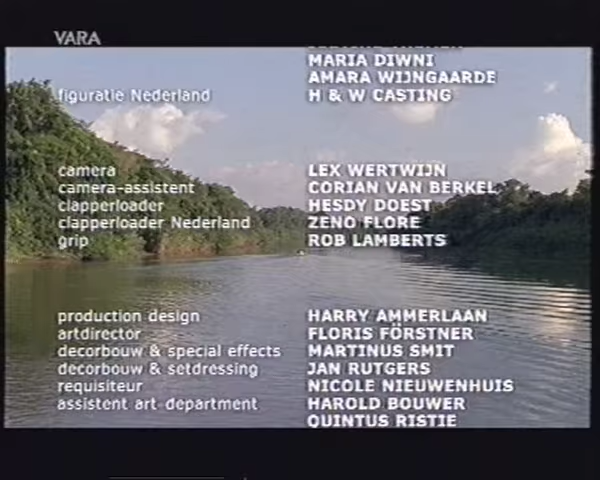 VARA
MARIA DIWNI
AMARA WIJNGAARDE
figuratie Nederland H & W CASTING
camera LEX WERTWIJN
camera-assistent CORIAN VAN BERKEL
clapperloader HESDY DOEST
clapperloader Nederland ZENO FLORE
grip ROB LAMBERTS
production design HARRY AMMERLAAN
artdirector FLORIS FÖRSTNER
decorbouw & special effects MARTINUS SMIT
decorbouw & setdressing JAN RUTGERS
requisiteur NICOLE NIEUWENHUIS
assistent art-department HAROLD BOUWER
QUINTUS RISTIE